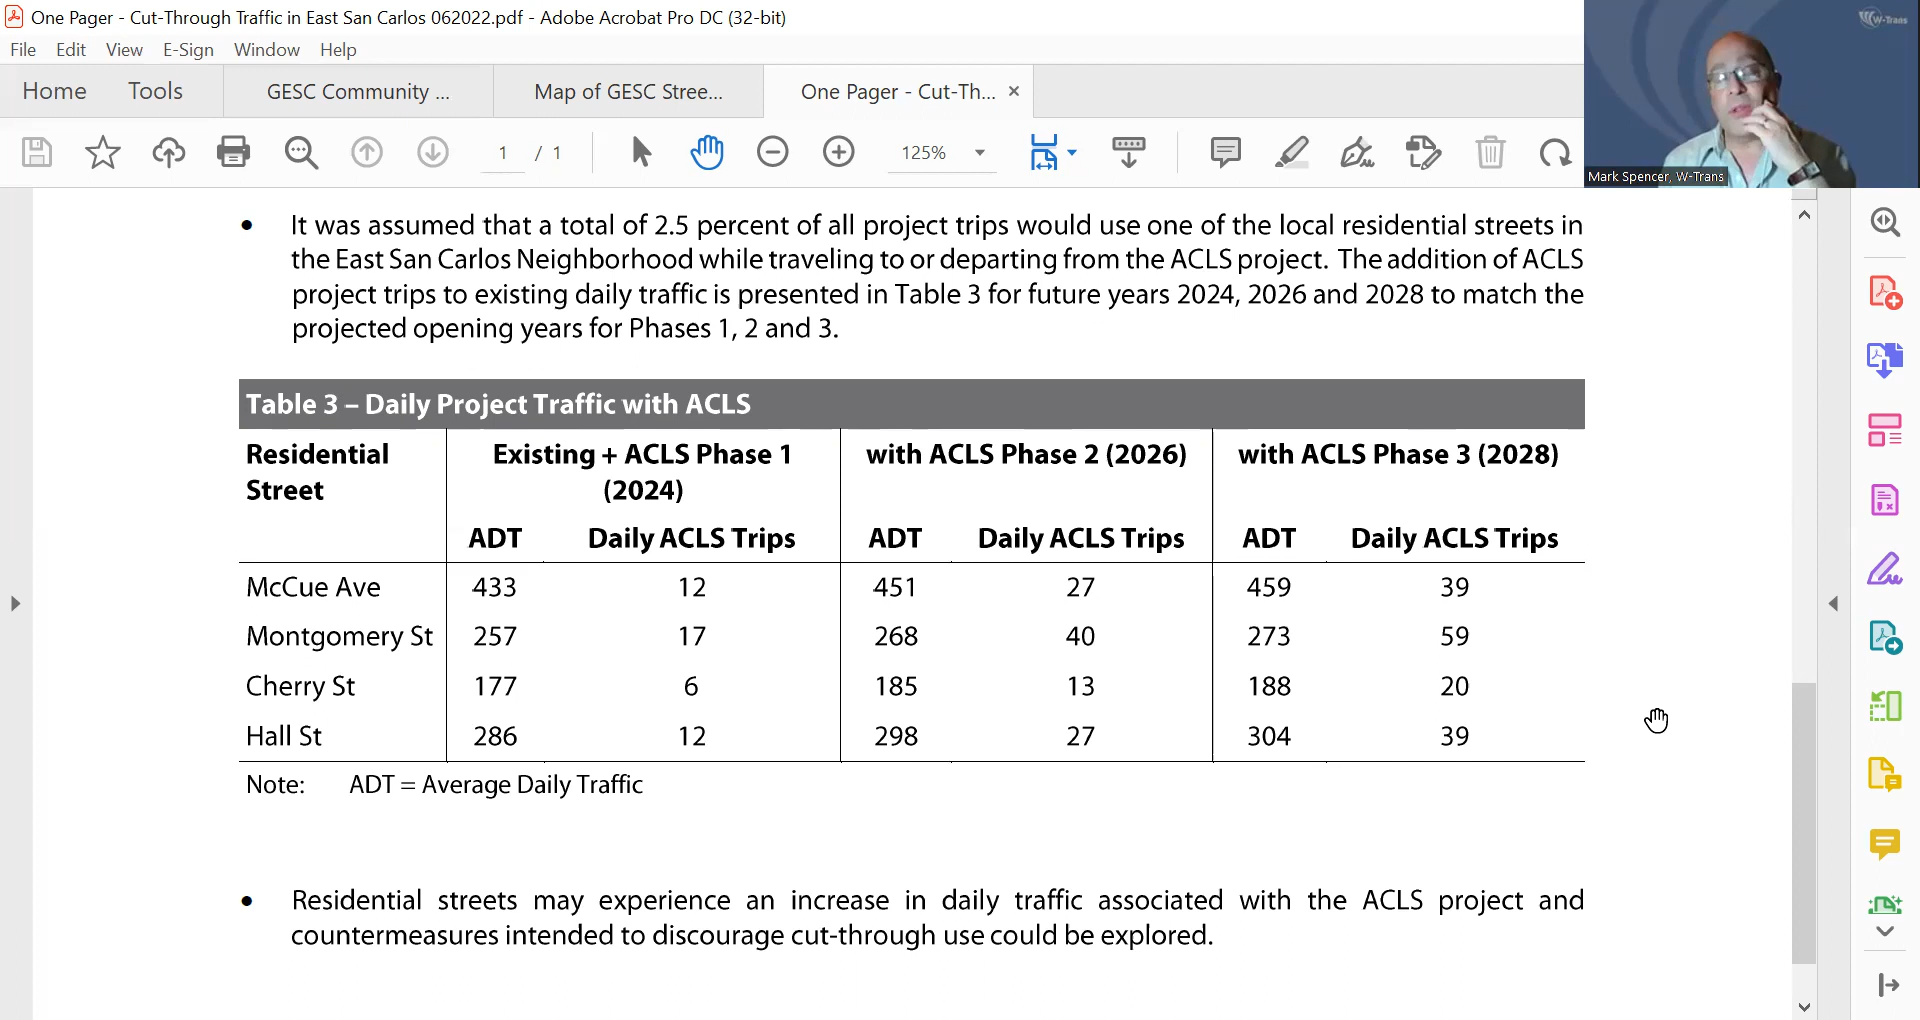 One Pager - Cut-Through Traffic in East San Carlos 062022.pdf - Adobe Acrobat Pro DC (32-bit)
File Edit View E-Sign Window Help
Home Tools GESC Community ... Map of GESC Stree... One Pager - Cut-Th... ×
1 / 1 125%
W-Trans
Mark Spencer, W-Trans
• It was assumed that a total of 2.5 percent of all project trips would use one of the local residential streets in
the East San Carlos Neighborhood while traveling to or departing from the ACLS project. The addition of ACLS
project trips to existing daily traffic is presented in Table 3 for future years 2024, 2026 and 2028 to match the
projected opening years for Phases 1, 2 and 3.
Table 3 – Daily Project Traffic with ACLS
Residential Existing + ACLS Phase 1 with ACLS Phase 2 (2026) with ACLS Phase 3 (2028)
Street (2024)
ADT Daily ACLS Trips ADT Daily ACLS Trips ADT Daily ACLS Trips
McCue Ave 433 12 451 27 459 39
Montgomery St 257 17 268 40 273 59
Cherry St 177 6 185 13 188 20
Hall St 286 12 298 27 304 39
Note: ADT = Average Daily Traffic
• Residential streets may experience an increase in daily traffic associated with the ACLS project and
countermeasures intended to discourage cut-through use could be explored.